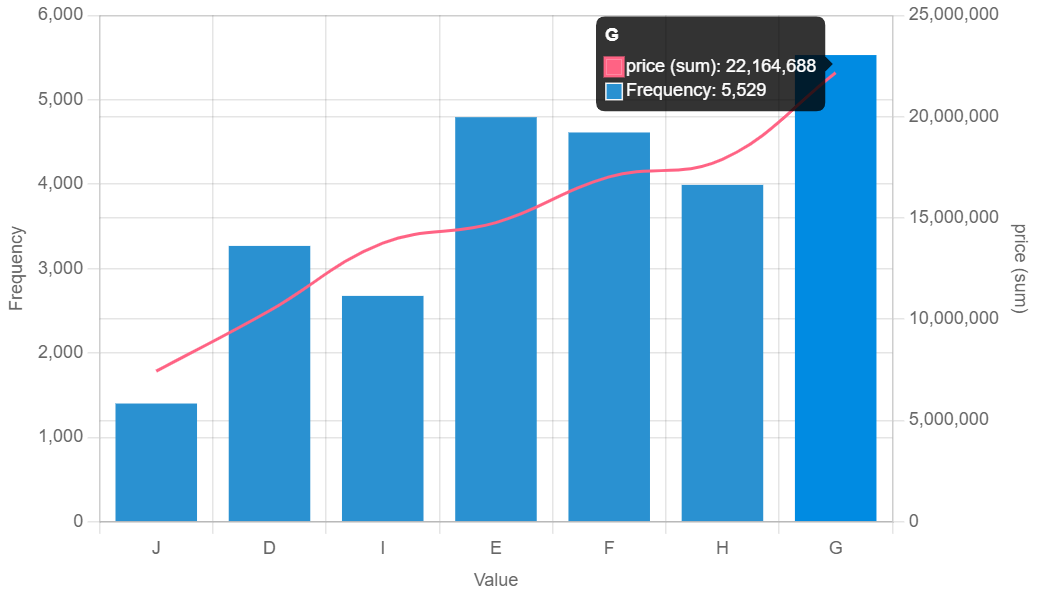 6,000
5,000
4,000
3,000
2,000
1,000
0
Frequency
25,000,000
20,000,000
15,000,000
10,000,000
5,000,000
0
price (sum)
G
price (sum): 22,164,688
Frequency: 5,529
J D I E F H G
Value